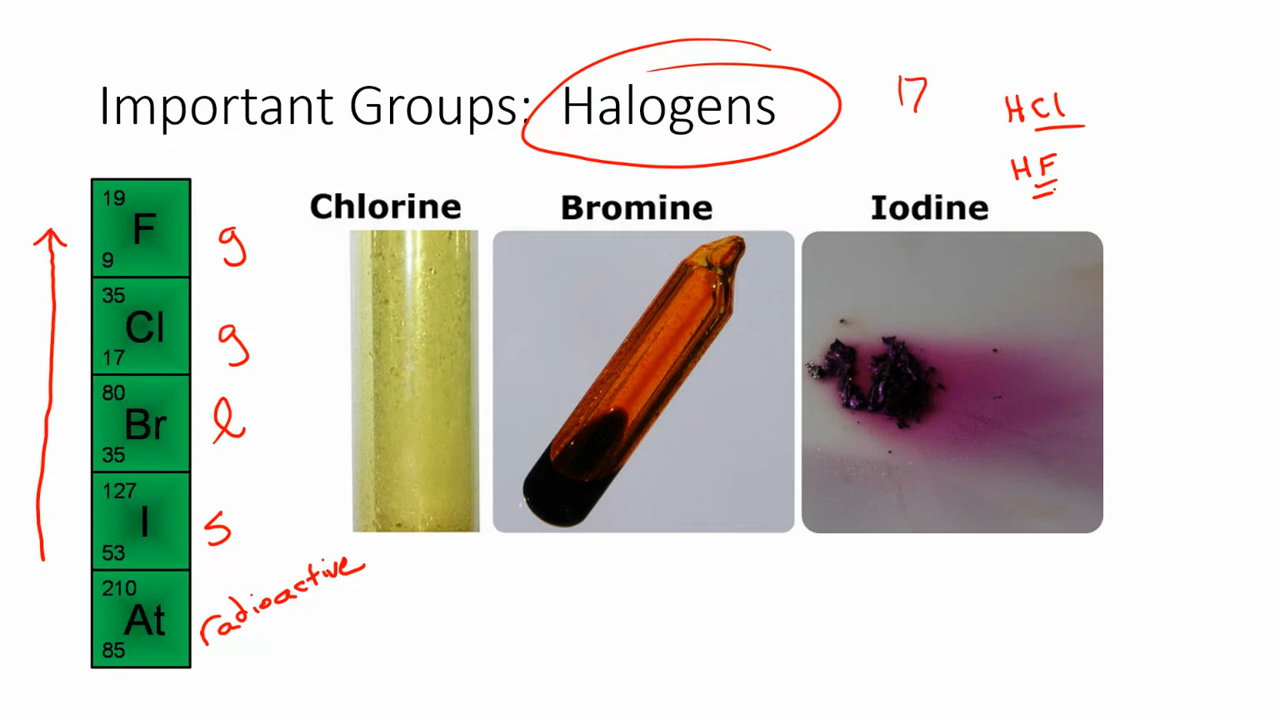 Important Groups: Halogens
17
HCl
HF
Chlorine
Bromine
Iodine
19
F
9
g
35
Cl
17
g
80
Br
35
l
127
I
53
s
210
At
85
radioactive